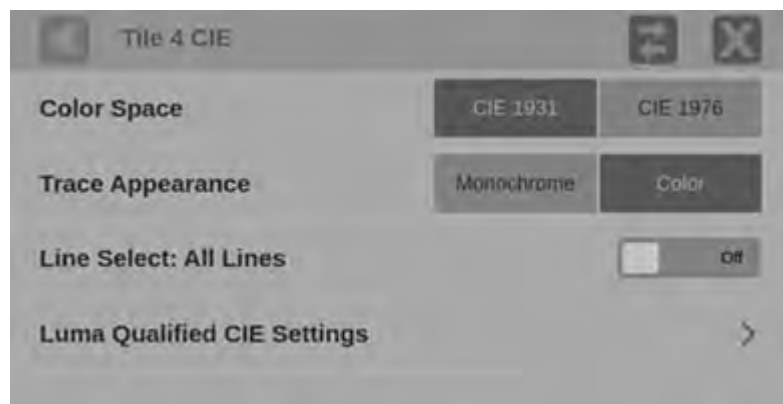 Tile 4 CIE
Color Space CIE 1931 CIE 1976
Trace Appearance Monochrome Color
Line Select: All Lines Off
Luma Qualified CIE Settings